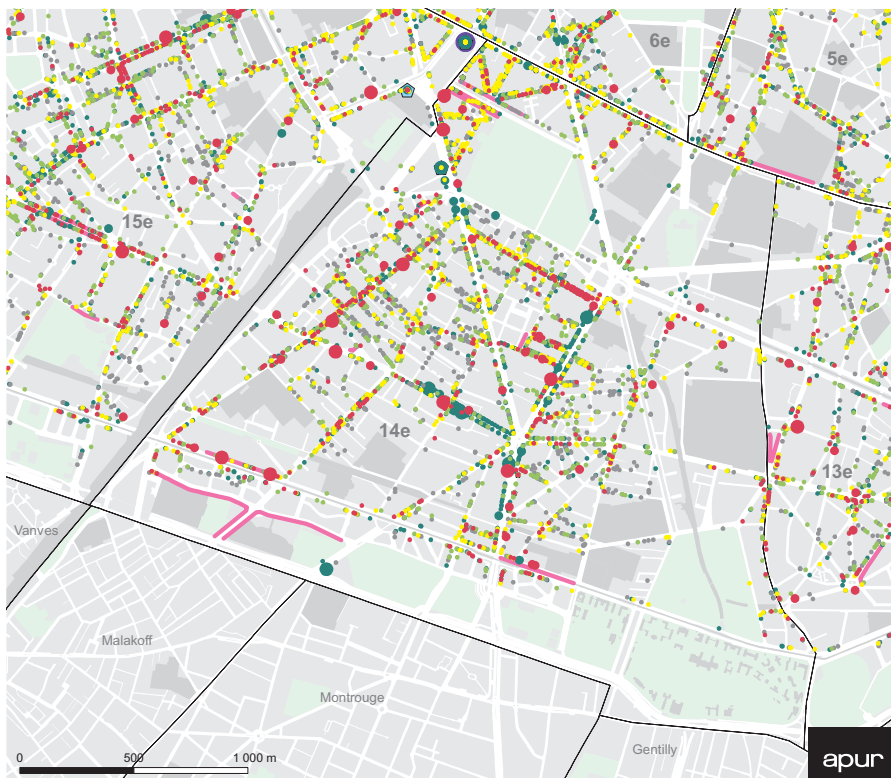 6e
5e
15e
14e
13e
Vanves
Malakoff
Montrouge
Gentilly
0 500 1 000 m
apur